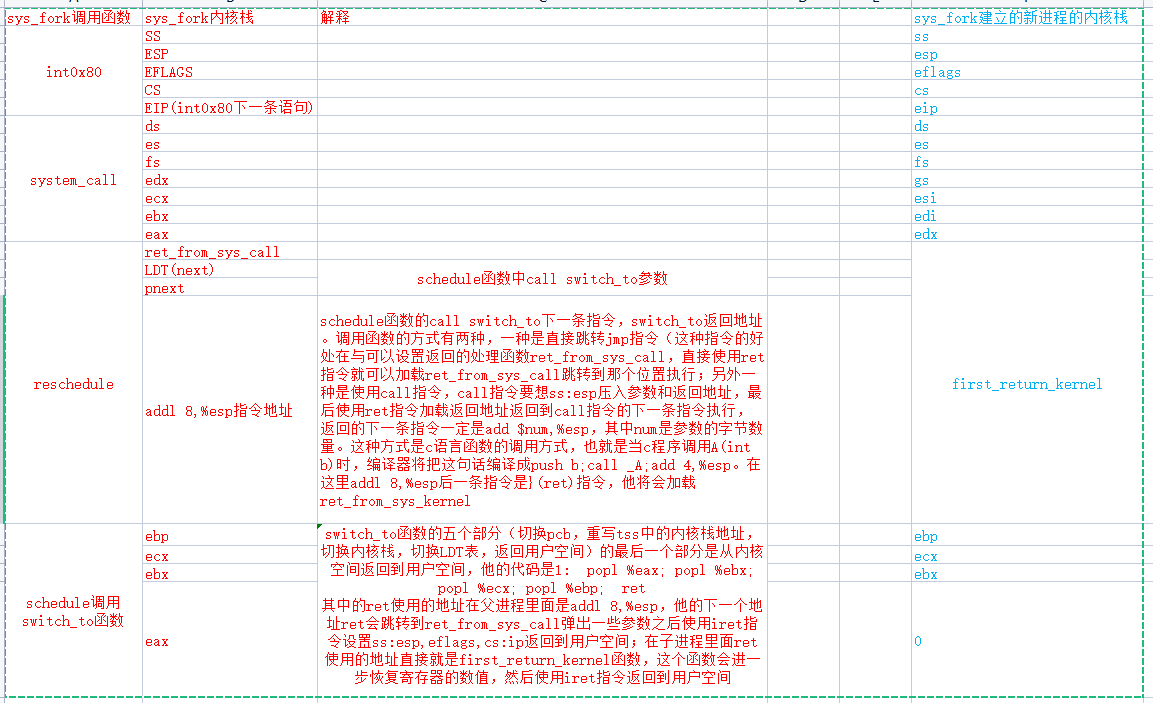 sys_fork调用函数 sys_fork内核栈 解释 sys_fork建立的新进程的内核栈
SS ss
ESP esp
int0x80 EFLAGS eflags
CS cs
EIP(int0x80下一条语句) eip
ds ds
es es
fs fs
system_call edx gs
ecx esi
ebx edi
eax edx
ret_from_sys_call
LDT(next)
schedule函数中call switch_to参数
pnext
schedule函数的call switch_to下一条指令，switch_to返回地址
。调用函数的方式有两种，一种是直接跳转jmp指令（这种指令的好
处在与可以设置返回的处理函数ret_from_sys_call，直接使用ret
指令就可以加载ret_from_sys_call跳转到那个位置执行；另外一
种是使用call指令，call指令要想ss:esp压入参数和返回地址，最
后使用ret指令加载返回地址返回到call指令的下一条指令执行，
返回的下一条指令一定是add $num,%esp，其中num是参数的字节数
量。这种方式是c语言函数的调用方式，也就是当c程序调用A(int
b)时，编译器将把这句话编译成push b;call _A;add 4,%esp。在
这里addl 8,%esp后一条指令是}(ret)指令，他将会加载
ret_from_sys_kernel
reschedule
addl 8,%esp指令地址
first_return_kernel
ebp ebp
ecx ecx
ebx ebx
schedule调用
switch_to函数
eax
switch_to函数的五个部分（切换pcb，重写tss中的内核栈地址，
切换内核栈，切换LDT表，返回用户空间）的最后一个部分是从内核
空间返回到用户空间，他的代码是1: popl %eax; popl %ebx;
popl %ecx; popl %ebp; ret
其中的ret使用的地址在父进程里面是addl 8,%esp，他的下一个地
址ret会跳转到ret_from_sys_call弹出一些参数之后使用iret指
令设置ss:esp,eflags,cs:ip返回到用户空间；在子进程里面ret
使用的地址直接就是first_return_kernel函数，这个函数会进一
步恢复寄存器的数值，然后使用iret指令返回到用户空间
0